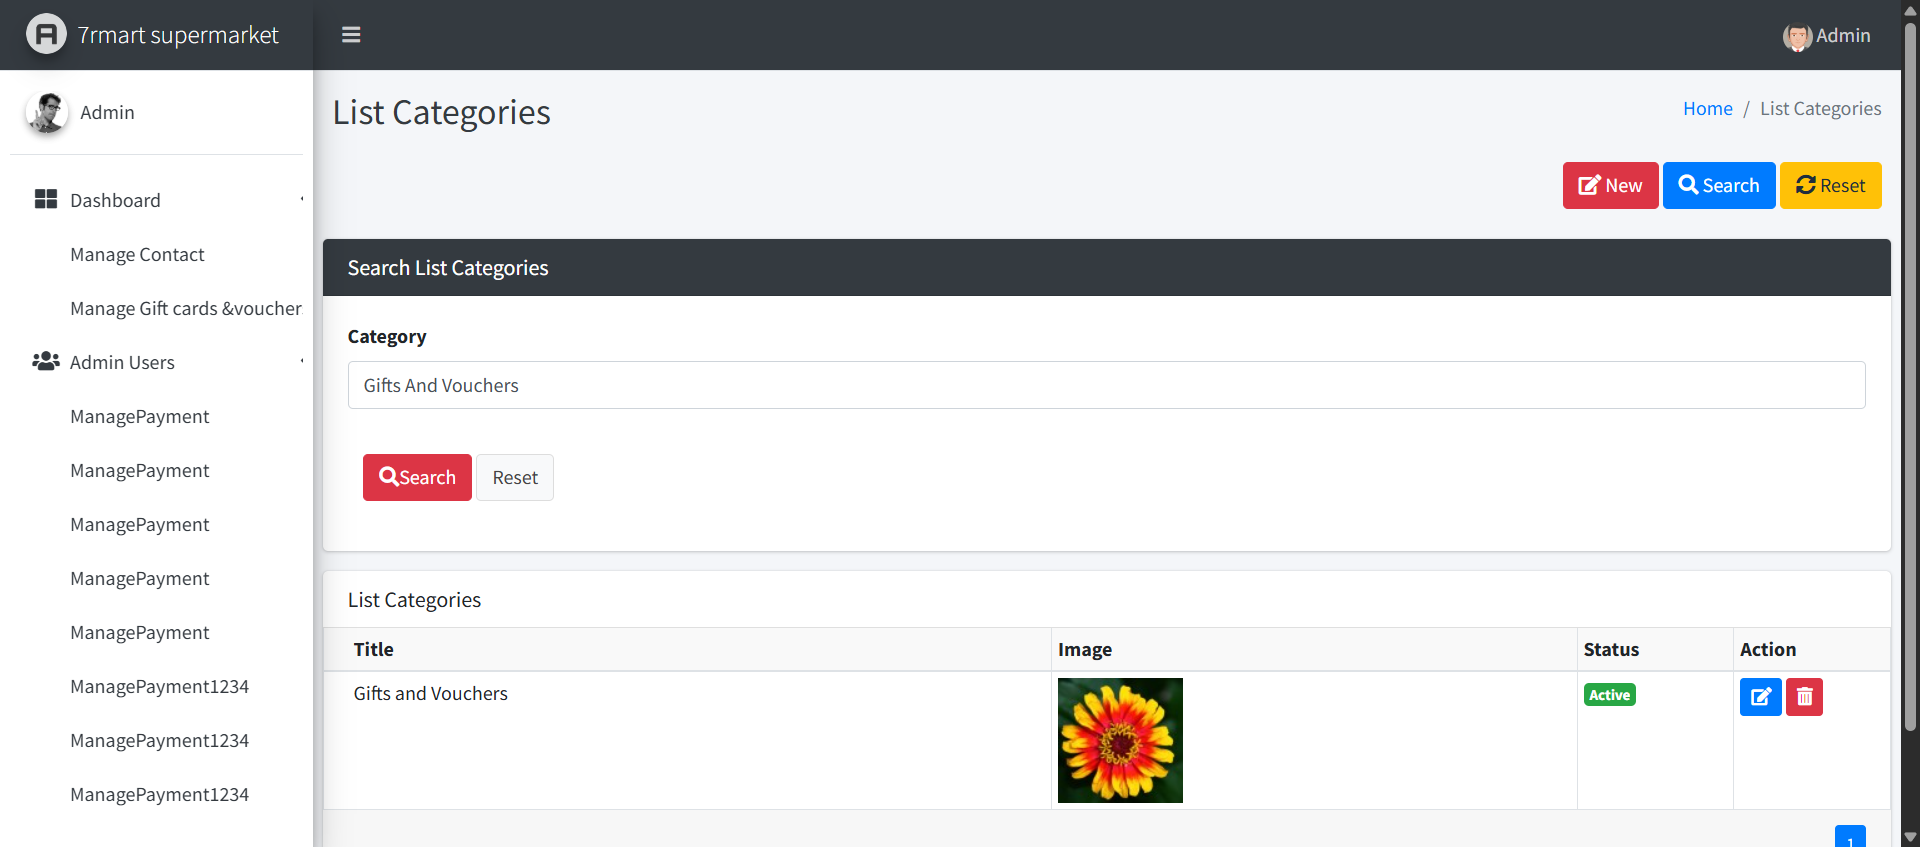 7rmart supermarket
Admin
Admin
Dashboard
Manage Contact
Manage Gift cards &voucher
Admin Users
ManagePayment
ManagePayment
ManagePayment
ManagePayment
ManagePayment
ManagePayment1234
ManagePayment1234
ManagePayment1234
List Categories
Home / List Categories
New Search Reset
Search List Categories
Category
Gifts And Vouchers
Search Reset
List Categories
Title Image Status Action
Gifts and Vouchers Active
1